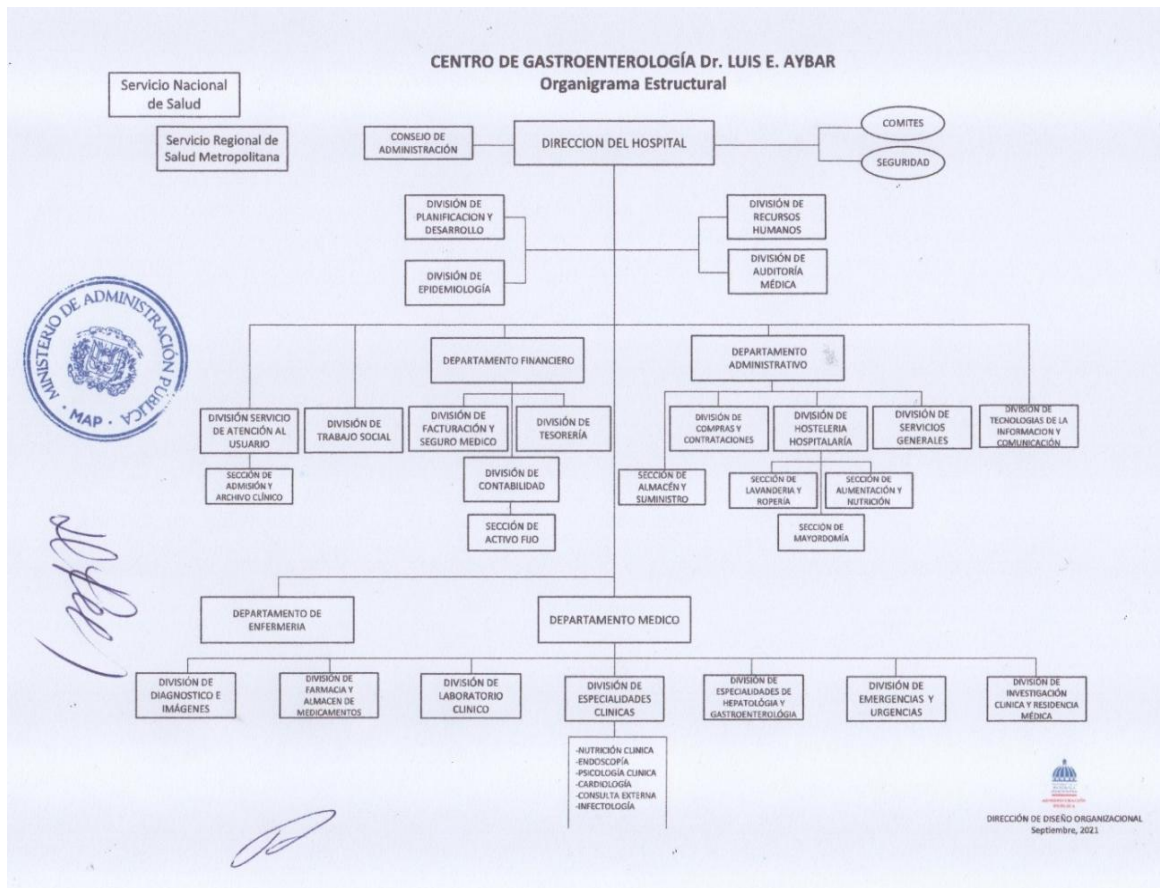 CENTRO DE GASTROENTEROLOGÍA Dr. LUIS E. AYBAR
Organigrama Estructural
Servicio Nacional
de Salud
Servicio Regional de
Salud Metropolitana
CONSEJO DE
ADMINISTRACIÓN
DIRECCION DEL HOSPITAL
COMITES
SEGURIDAD
DIVISIÓN DE
PLANIFICACION Y
DESARROLLO
DIVISIÓN DE
RECURSOS
HUMANOS
DIVISIÓN DE
EPIDEMIOLOGÍA
DIVISIÓN DE
AUDITORÍA
MÉDICA
MINISTERIO DE ADMINISTRACIÓN PÚBLICA
· MAP ·
DEPARTAMENTO FINANCIERO
DEPARTAMENTO
ADMINISTRATIVO
DIVISIÓN SERVICIO
DE ATENCIÓN AL
USUARIO
DIVISIÓN DE
TRABAJO SOCIAL
DIVISIÓN DE
FACTURACIÓN Y
SEGURO MEDICO
DIVISIÓN DE
TESORERÍA
DIVISIÓN DE
COMPRAS Y
CONTRATACIONES
DIVISIÓN DE
HOSTELERIA
HOSPITALARÍA
DIVISIÓN DE
SERVICIOS
GENERALES
DIVISIÓN DE
TECNOLOGIAS DE LA
INFORMACION Y
COMUNICACIÓN
SECCIÓN DE
ADMISIÓN Y
ARCHIVO CLÍNICO
DIVISIÓN DE
CONTABILIDAD
SECCIÓN DE
ACTIVO FIJO
SECCIÓN DE
ALMACÉN Y
SUMINISTRO
SECCIÓN DE
LAVANDERIA Y
ROPERÍA
SECCIÓN DE
ALIMENTACIÓN Y
NUTRICIÓN
SECCION DE
MAYORDOMÍA
DEPARTAMENTO DE
ENFERMERIA
DEPARTAMENTO MEDICO
DIVISIÓN DE
DIAGNOSTICO E
IMÁGENES
DIVISIÓN DE
FARMACIA Y
ALMACEN DE
MEDICAMENTOS
DIVISIÓN DE
LABORATORIO
CLINICO
DIVISIÓN DE
ESPECIALIDADES
CLINICAS
DIVISIÓN DE
ESPECIALIDADES DE
HEPATOLÓGIA Y
GASTROENTEROLÓGIA
DIVISIÓN DE
EMERGENCIAS Y
URGENCIAS
DIVISIÓN DE
INVESTIGACIÓN
CLINICA Y RESIDENCIA
MÉDICA
-NUTRICIÓN CLINICA
-ENDOSCOPÍA
-PSICOLOGÍA CLINICA
-CARDIOLOGÍA
-CONSULTA EXTERNA
-INFECTOLOGÍA
DIRECCIÓN DE DISEÑO ORGANIZACIONAL
Septiembre, 2021